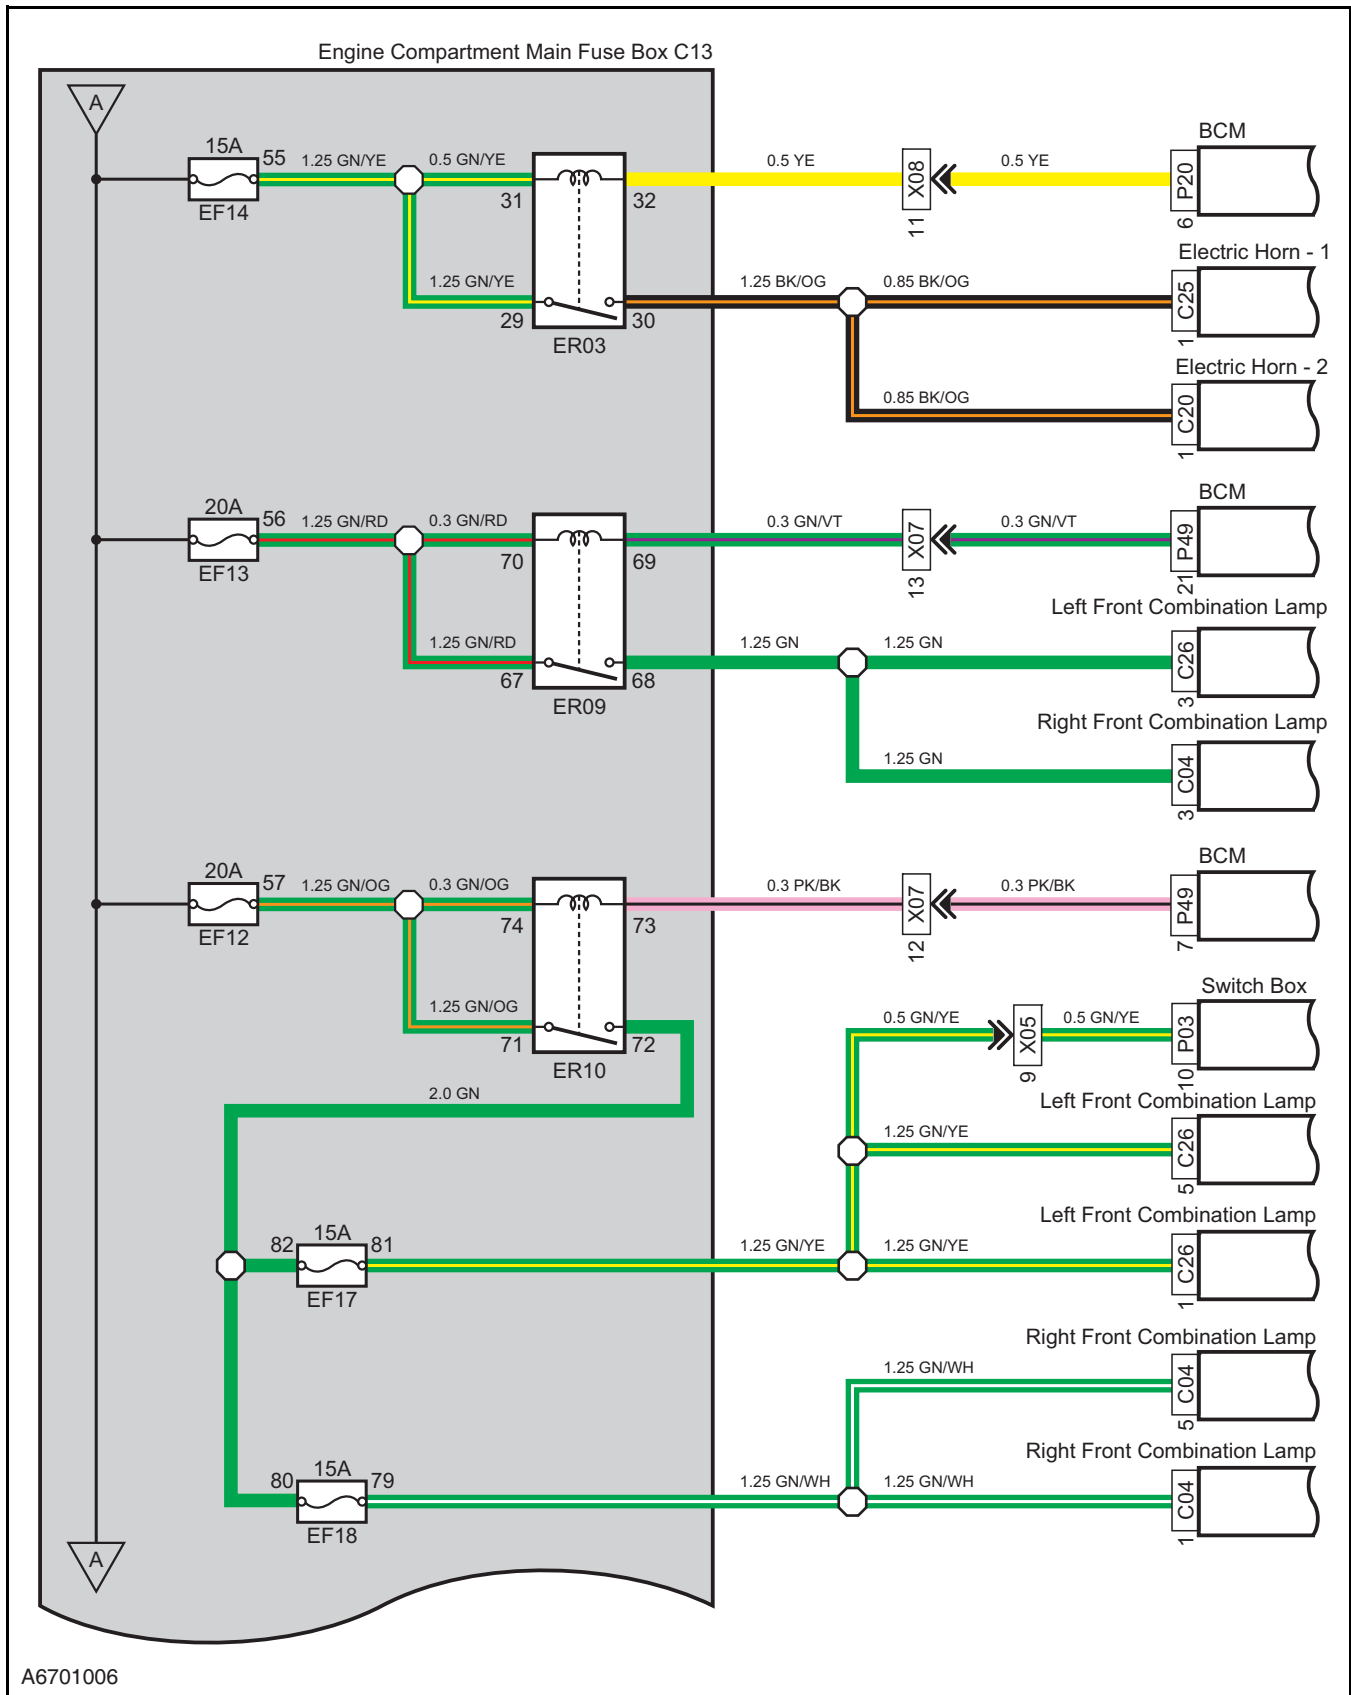 Engine Compartment Main Fuse Box C13
A
15A
55
1.25 GN/YE
0.5 GN/YE
EF14
31
32
0.5 YE
X08
11
0.5 YE
BCM
P20
6
1.25 GN/YE
29
30
ER03
1.25 BK/OG
0.85 BK/OG
Electric Horn - 1
C25
1
0.85 BK/OG
Electric Horn - 2
C20
1
20A
56
1.25 GN/RD
0.3 GN/RD
EF13
70
69
0.3 GN/VT
X07
13
0.3 GN/VT
BCM
P49
21
1.25 GN/RD
67
68
ER09
1.25 GN
1.25 GN
Left Front Combination Lamp
C26
3
1.25 GN
Right Front Combination Lamp
C04
3
20A
57
1.25 GN/OG
0.3 GN/OG
EF12
74
73
0.3 PK/BK
X07
12
0.3 PK/BK
BCM
P49
7
1.25 GN/OG
71
72
ER10
2.0 GN
0.5 GN/YE
X05
9
0.5 GN/YE
Switch Box
P03
10
1.25 GN/YE
Left Front Combination Lamp
C26
5
82
15A
81
EF17
1.25 GN/YE
1.25 GN/YE
Left Front Combination Lamp
C26
1
1.25 GN/WH
Right Front Combination Lamp
C04
5
80
15A
79
EF18
1.25 GN/WH
1.25 GN/WH
Right Front Combination Lamp
C04
1
A
A6701006